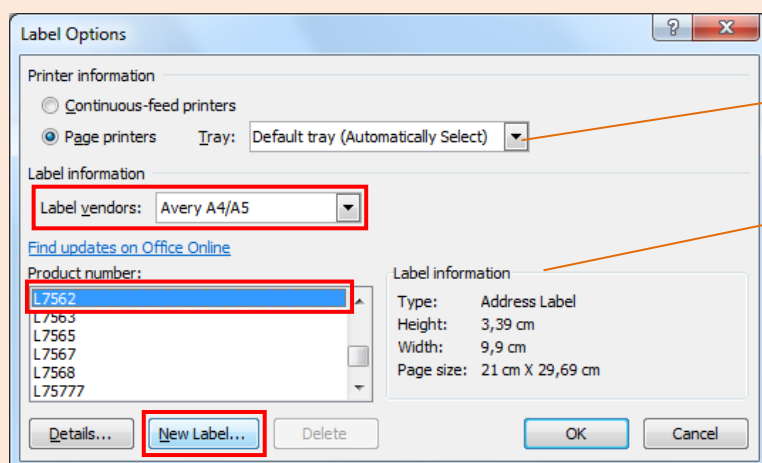 Label Options
?
X
Printer information
Continuous-feed printers
Page printers Tray: Default tray (Automatically Select)
Label information
Label vendors: Avery A4/A5
Find updates on Office Online
Product number:
L7562
L7563
L7565
L7567
L7568
L75777
Label information
Type: Address Label
Height: 3,39 cm
Width: 9,9 cm
Page size: 21 cm X 29,69 cm
Details... New Label... Delete OK Cancel